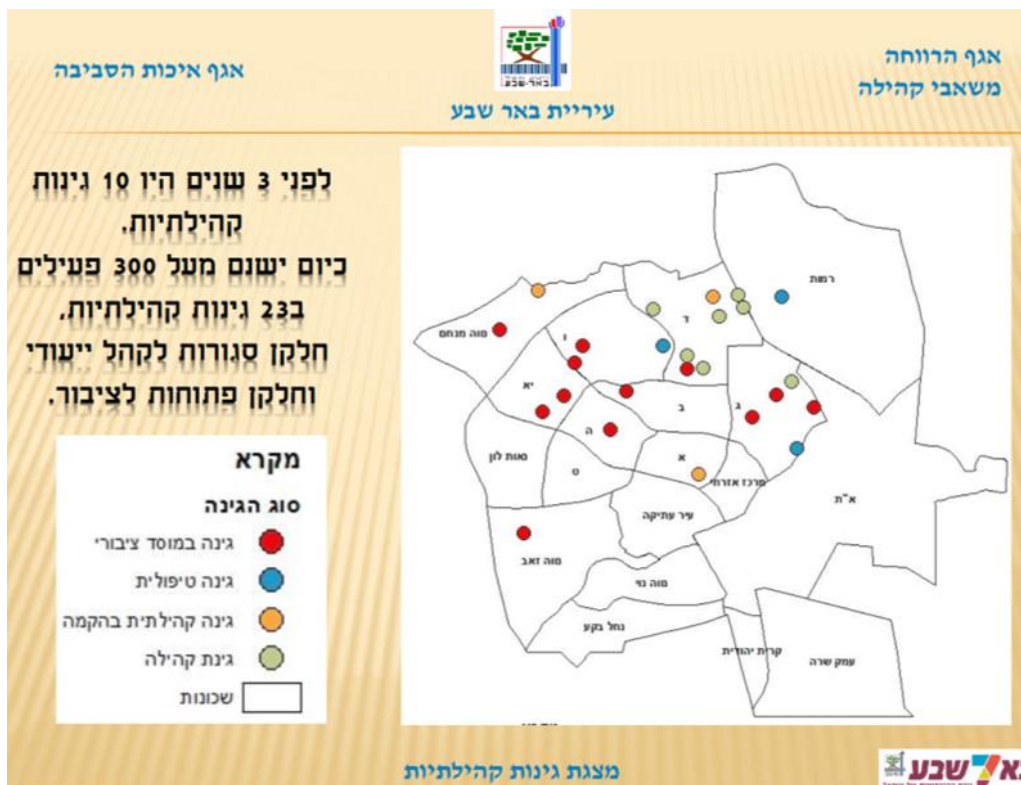 אגף הרווחה
משאבי קהילה
באר-שבע
עיריית באר שבע
אגף איכות הסביבה
לפני 3 שנים היו 10 גינות
קהילתיות.
כיום ישנם מעל 300 פעילים
ב23 גינות קהילתיות,
חלקן סגורות לקהל ייעודי
וחלקן פתוחות לציבור.
מקרא
סוג הגינה
גינה במוסד ציבורי
גינה טיפולית
גינה קהילתית בהקמה
גינת קהילה
שכונות
רמות
ד
נווה מנחם
ו
יא
ב
ג
ה
נאות לון
א
ט
מרכז אזרחי
א"ת
עיר עתיקה
נווה זאב
נווה נוי
נחל בקע
קרית יהודית
עמק שרה
מצגת גינות קהילתיות
באר שבע